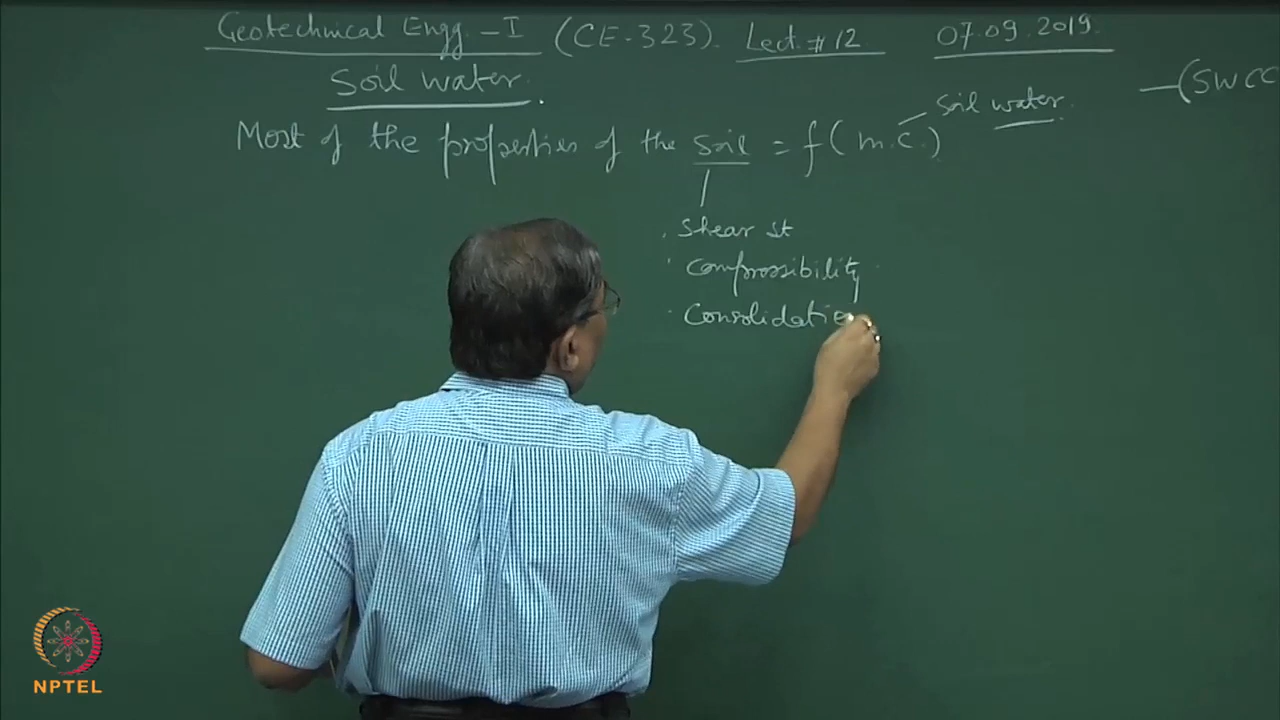 Geotechnical Engg. - I (CE-323). Lect. # 12 07.09.2019.
Soil water.
Soil water.
(SWCC
Most of the properties of the soil = f(m.c.)
. Shear st
. Compressibility
. Consolidatio
NPTEL